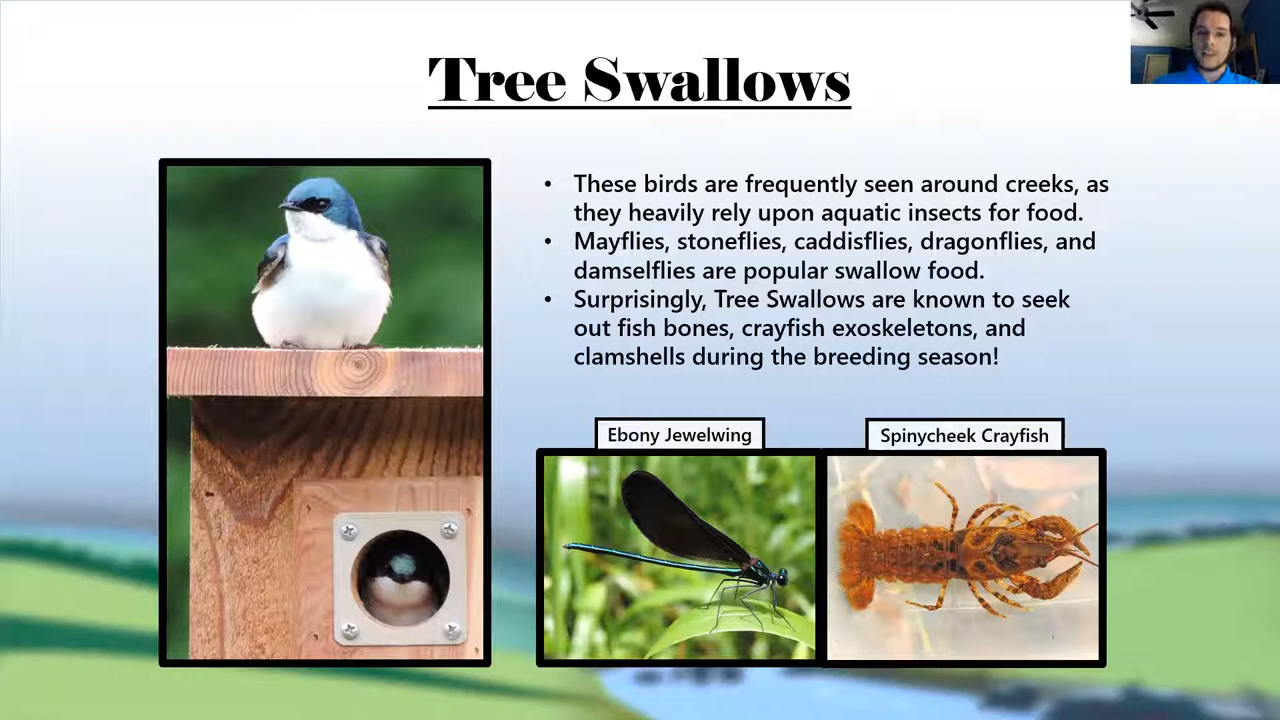 Tree Swallows
• These birds are frequently seen around creeks, as
they heavily rely upon aquatic insects for food.
• Mayflies, stoneflies, caddisflies, dragonflies, and
damselflies are popular swallow food.
• Surprisingly, Tree Swallows are known to seek
out fish bones, crayfish exoskeletons, and
clamshells during the breeding season!
Ebony Jewelwing
Spinycheek Crayfish